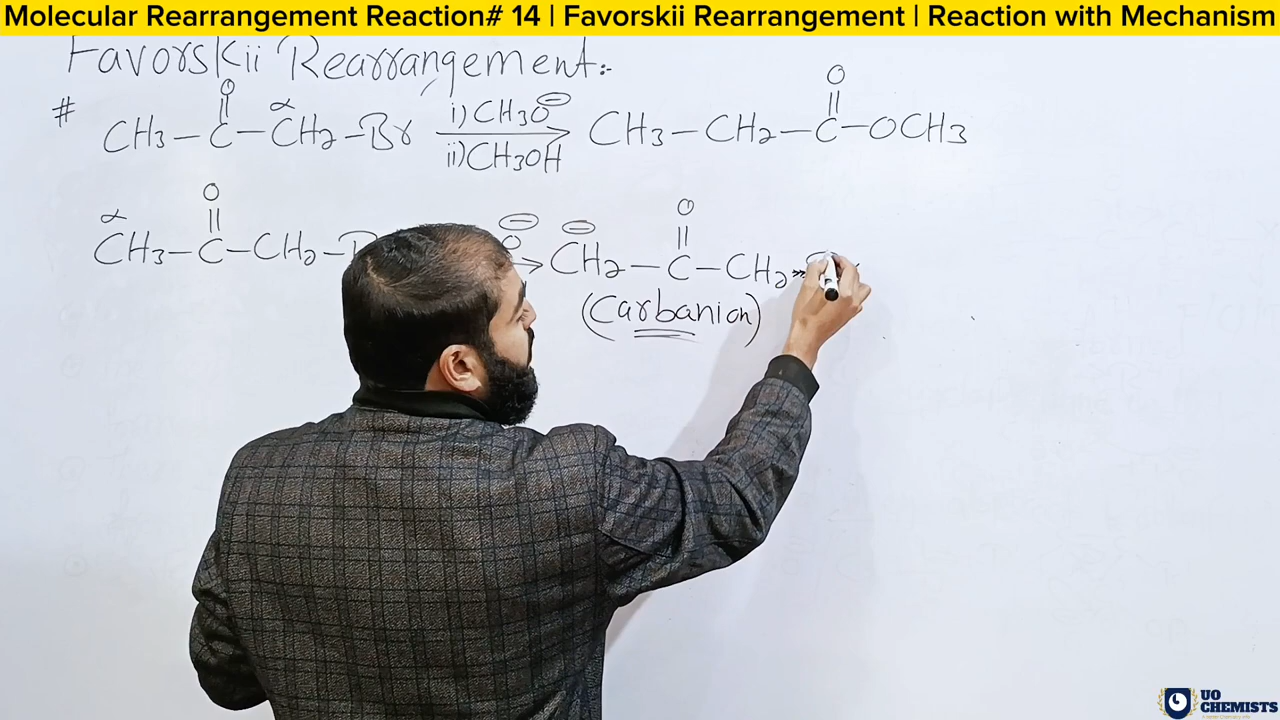 Molecular Rearrangement Reaction# 14 | Favorskii Rearrangement | Reaction with Mechanism
Favorskii Rearrangement:-
O O
# CH3 — C — CH2 — Br i) CH3O⊖ CH3 — CH2 — C — OCH3
α
ii) CH3OH
O O
α ⊖ ⊖
CH3 — C — CH2 — O → CH2 — C — CH2
(Carbanion)
UO
CHEMISTS